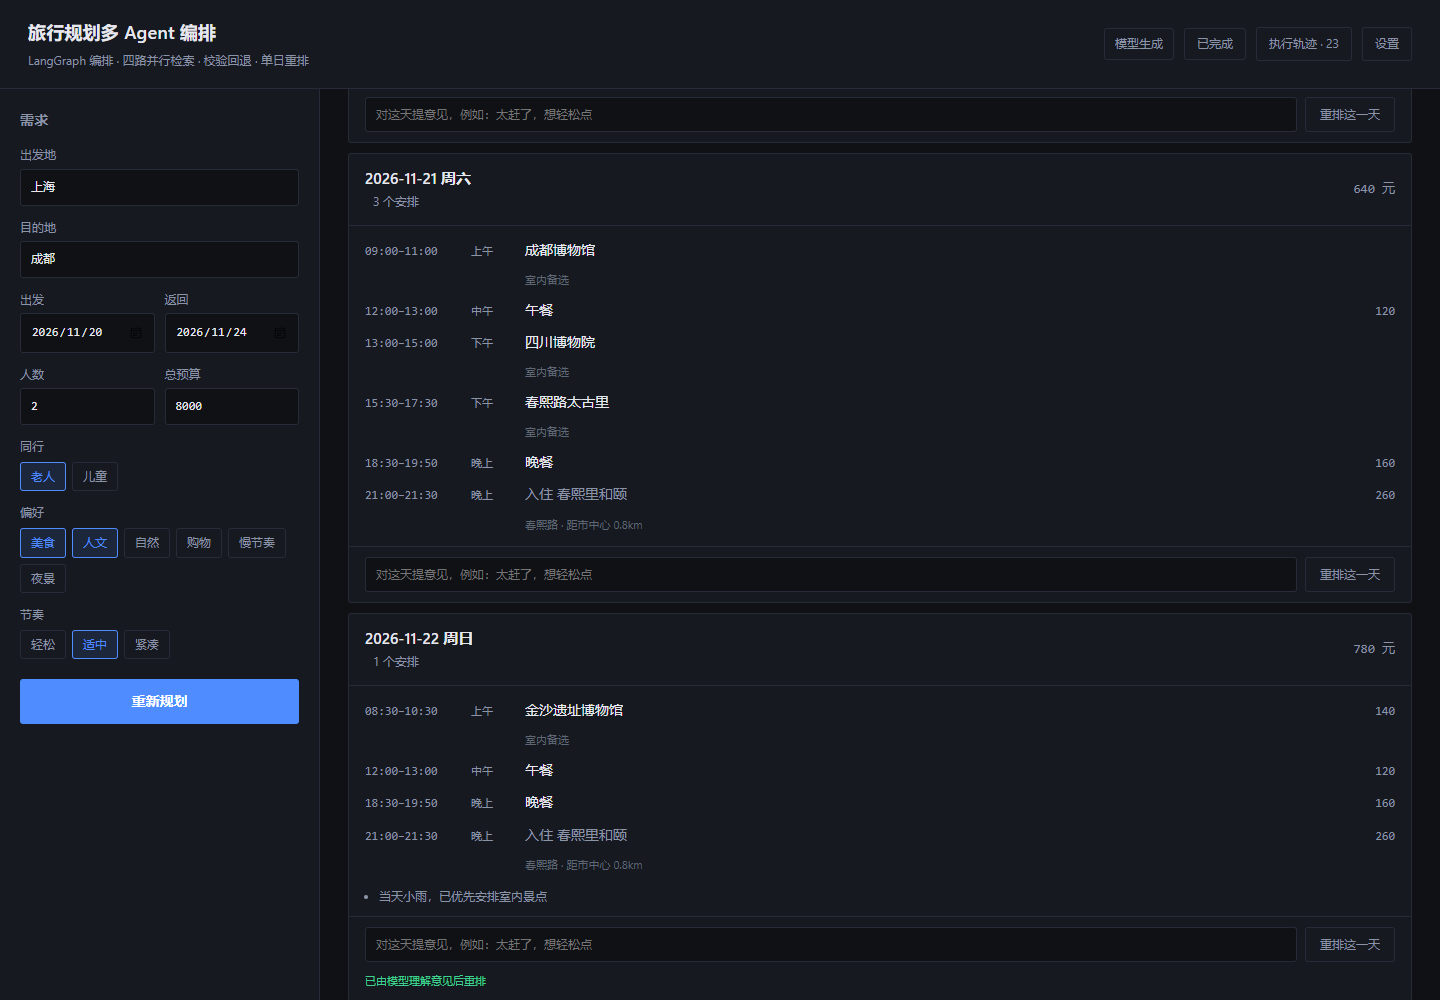 旅行规划多 Agent 编排
LangGraph 编排 · 四路并行检索 · 校验回退 · 单日重排
模型生成
已完成
执行轨迹 · 23
设置
需求
出发地
上海
目的地
成都
出发
返回
2026/11/20
2026/11/24
人数
总预算
2
8000
同行
老人
儿童
偏好
美食
人文
自然
购物
慢节奏
夜景
节奏
轻松
适中
紧凑
重新规划
对这天提意见，例如：太赶了，想轻松点
重排这一天
2026-11-21 周六
3 个安排
640 元
09:00–11:00 上午 成都博物馆
室内备选
12:00–13:00 中午 午餐 120
13:00–15:00 下午 四川博物院
室内备选
15:30–17:30 下午 春熙路太古里
室内备选
18:30–19:50 晚上 晚餐 160
21:00–21:30 晚上 入住 春熙里和颐 260
春熙路 · 距市中心 0.8km
对这天提意见，例如：太赶了，想轻松点
重排这一天
2026-11-22 周日
1 个安排
780 元
08:30–10:30 上午 金沙遗址博物馆 140
室内备选
12:00–13:00 中午 午餐 120
18:30–19:50 晚上 晚餐 160
21:00–21:30 晚上 入住 春熙里和颐 260
春熙路 · 距市中心 0.8km
• 当天小雨，已优先安排室内景点
对这天提意见，例如：太赶了，想轻松点
重排这一天
已由模型理解意见后重排